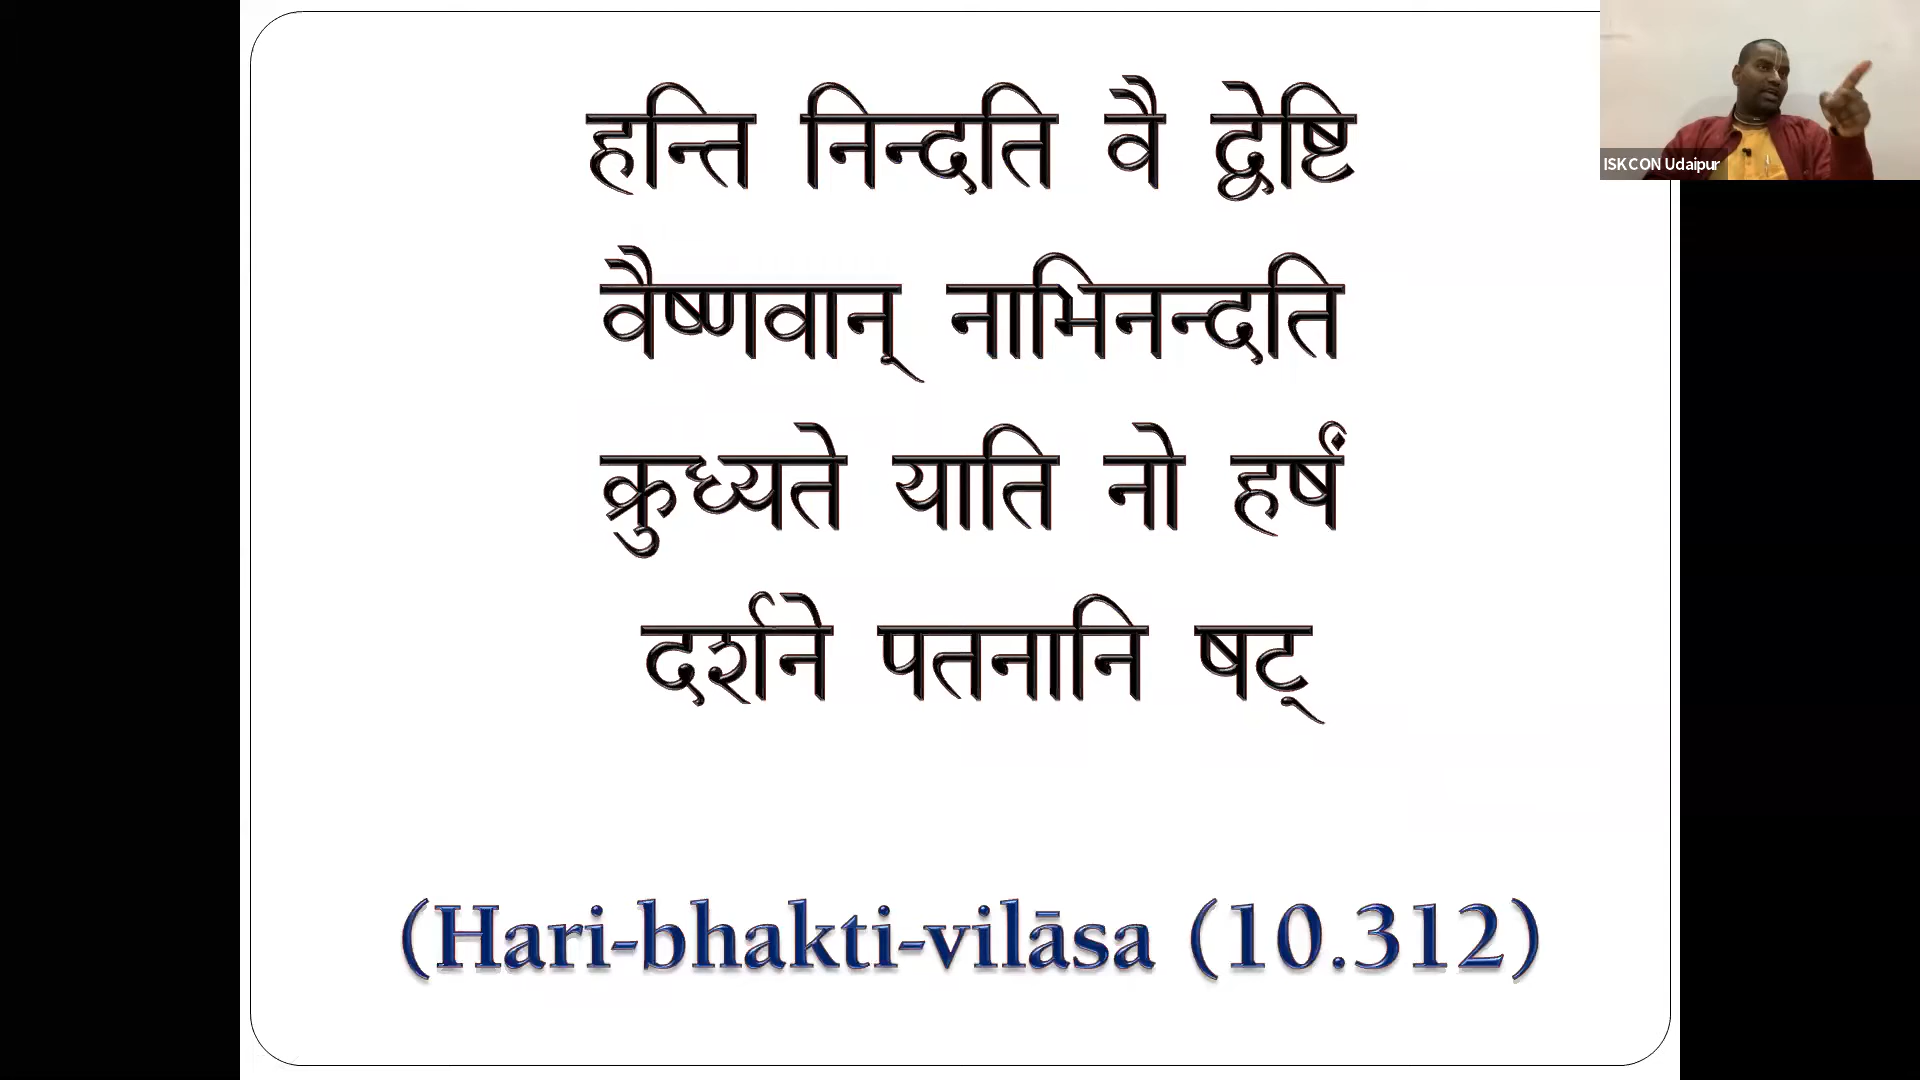 हन्ति निन्दति वै द्वेष्टि
वैष्णवान् नाभिनन्दति
क्रुध्यते याति नो हर्षं
दर्शने पतनानि षट्
(Hari-bhakti-vilāsa (10.312)
ISKCON Udaipur